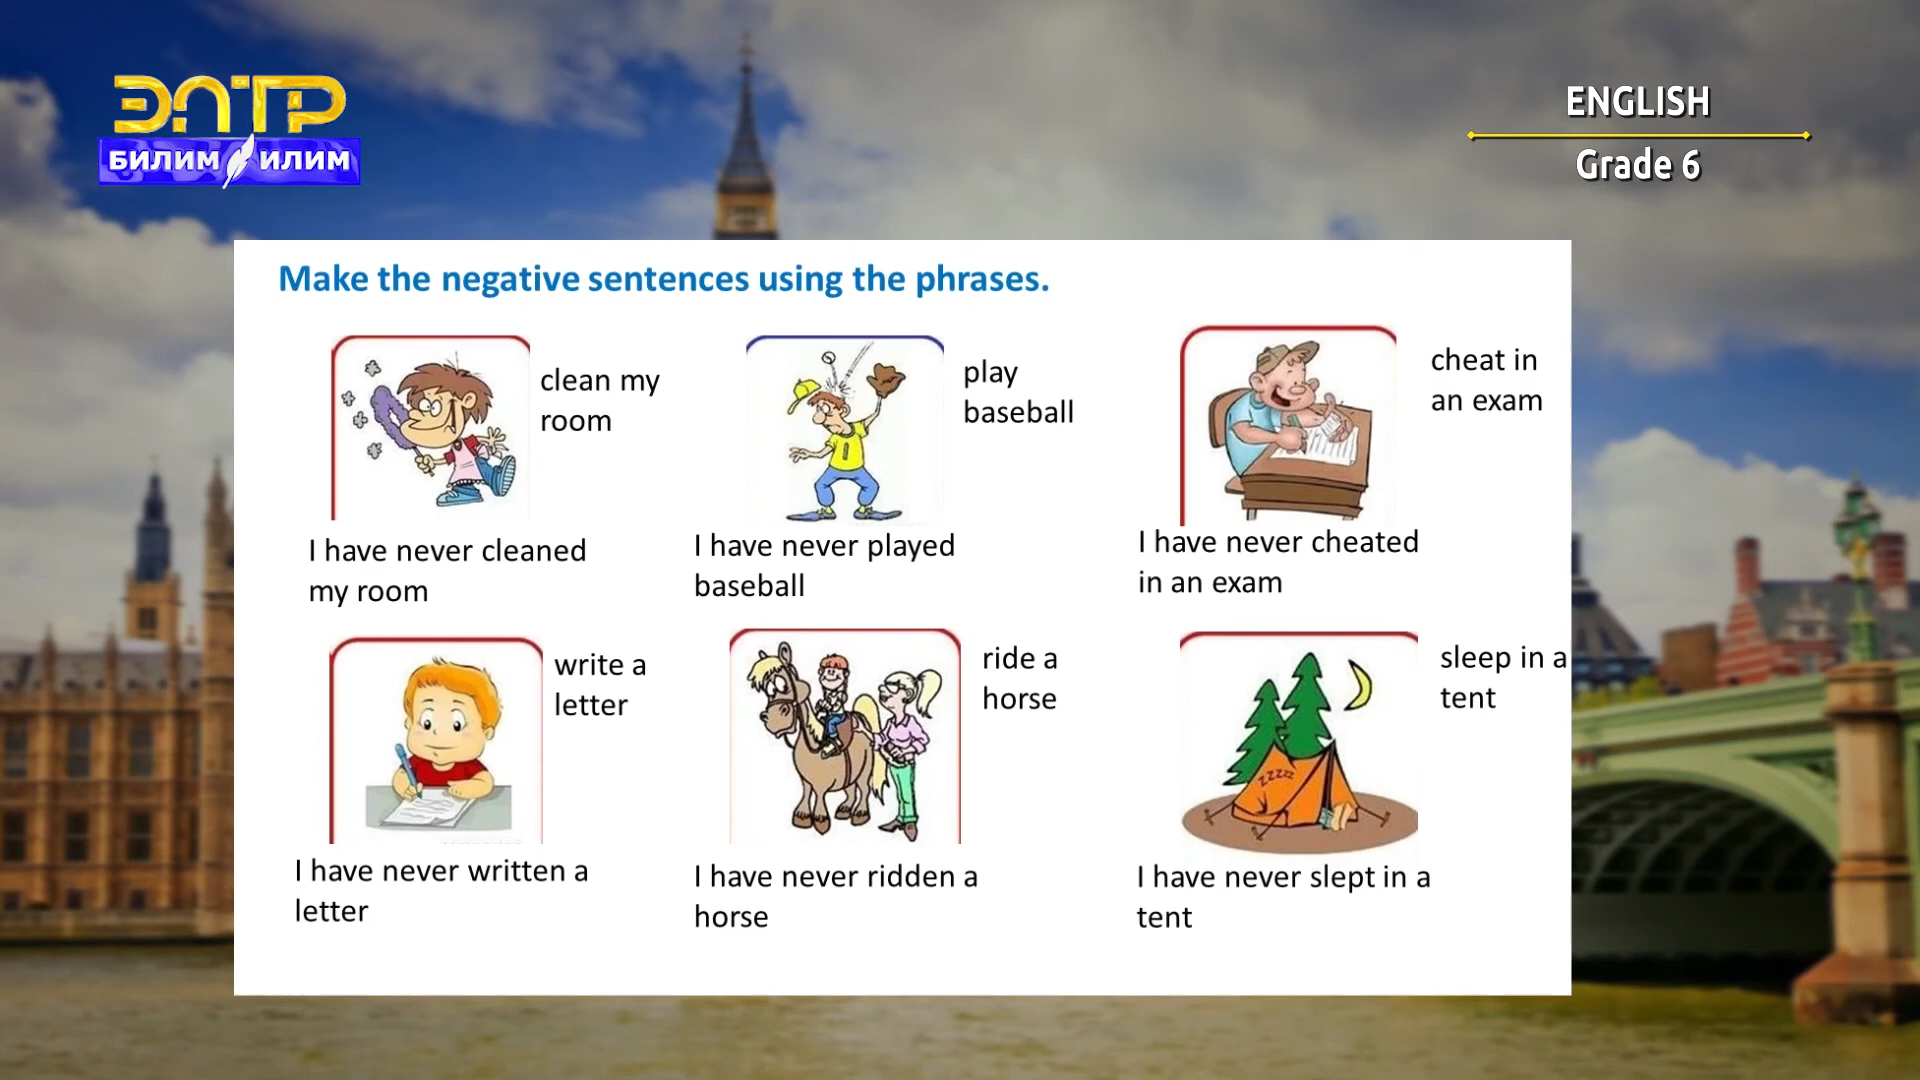 ЭЛТР
БИЛИМ ИЛИМ
ENGLISH
Grade 6
Make the negative sentences using the phrases.
clean my
room
play
baseball
cheat in
an exam
I have never cleaned
my room
I have never played
baseball
I have never cheated
in an exam
write a
letter
ride a
horse
sleep in a
tent
zzzzz
I have never written a
letter
I have never ridden a
horse
I have never slept in a
tent